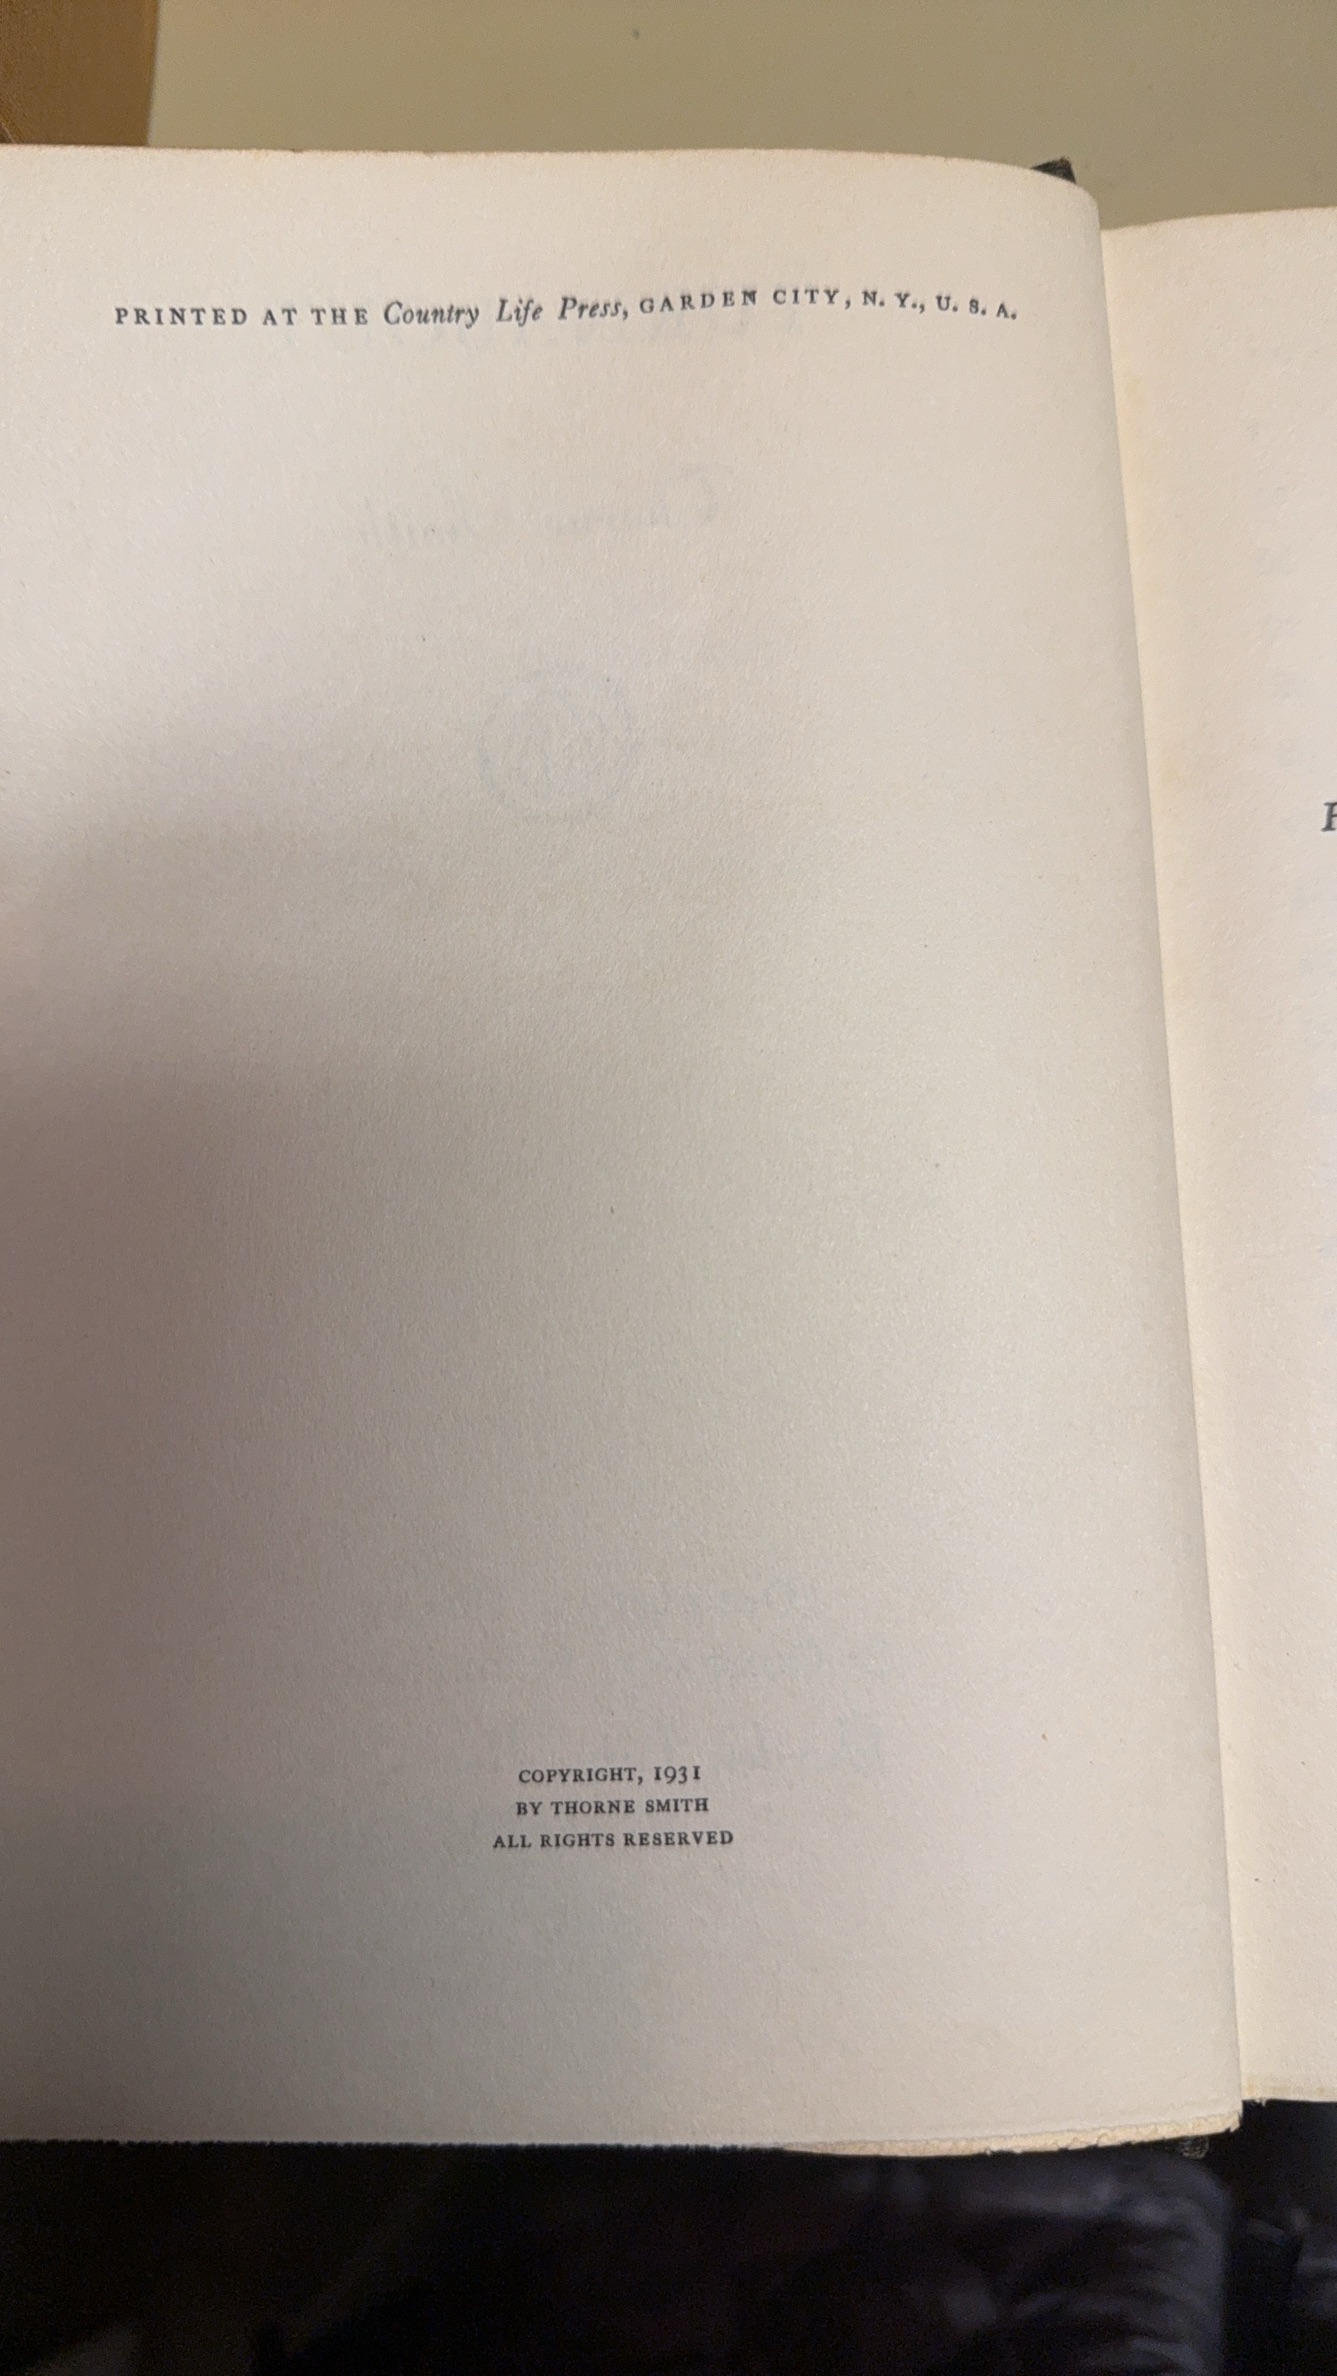 PRINTED AT THE Country Life Press, GARDEN CITY, N. Y., U. S. A.
COPYRIGHT, 1931
BY THORNE SMITH
ALL RIGHTS RESERVED